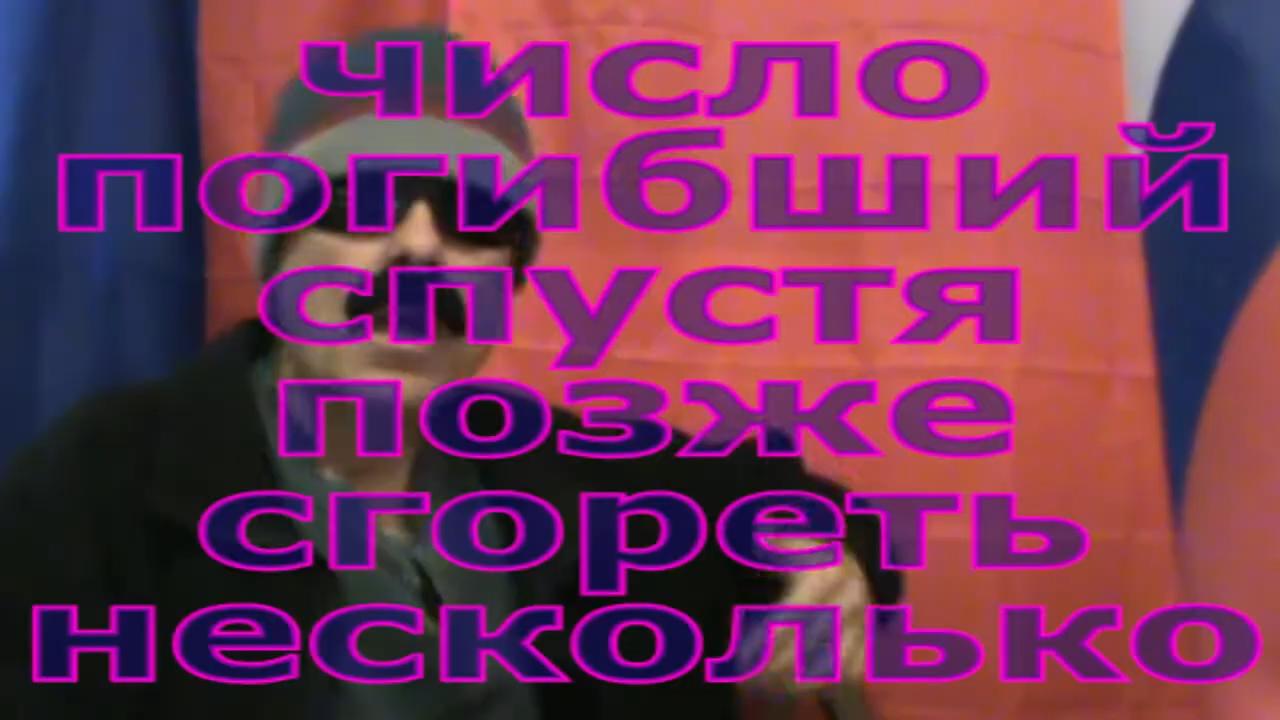 число
погибший
спустя
позже
сгореть
несколько